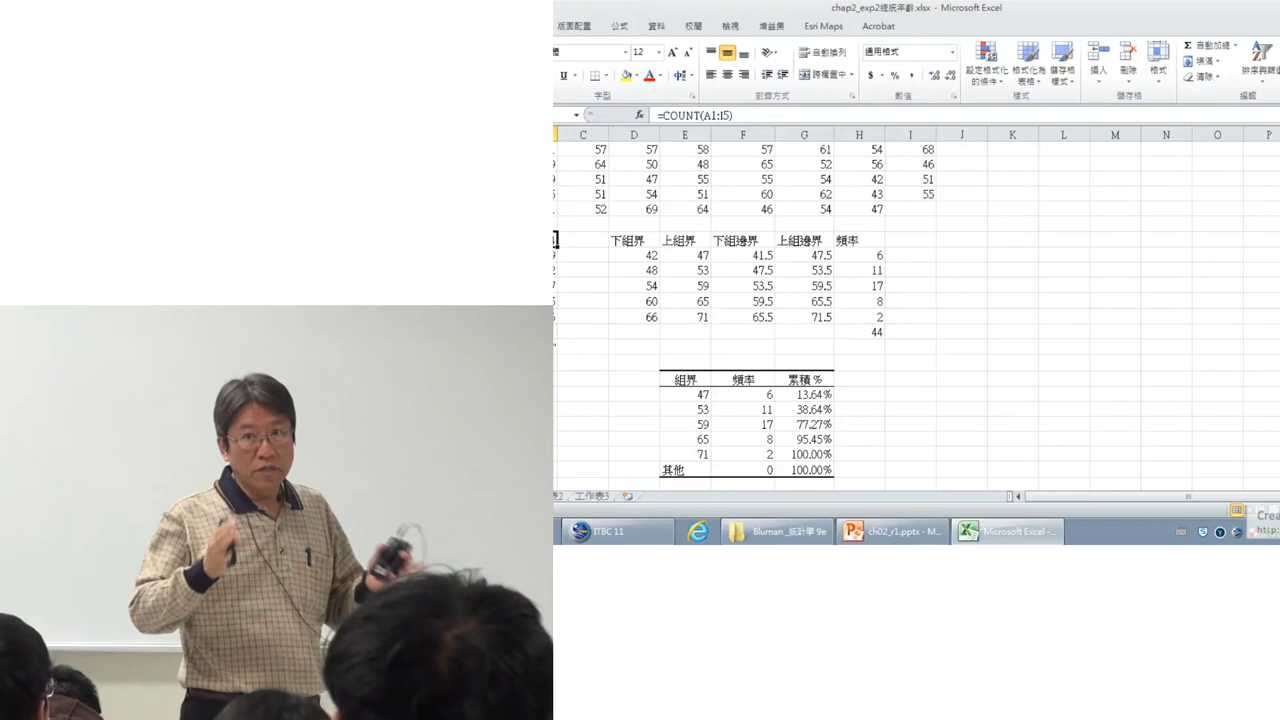 chap2_exp2總統年齡.xlsx - Microsoft Excel
版面配置 公式 資料 校閱 檢視 增益集 Esri Maps Acrobat
12 A A 自動換列 通用格式 設定格式化的條件 格式化為表格 儲存格樣式 插入 刪除 格式 Σ 自動加總 填滿 清除 排序與篩選
U A $ % , 跨欄置中
字型 對齊方式 數值 樣式 儲存格 編輯
fx =COUNT(A1:I5)
C D E F G H I J K L M N O P
57 57 58 57 61 54 68
64 50 48 65 52 56 46
51 47 55 55 54 42 51
51 54 51 60 62 43 55
52 69 64 46 54 47
下組界 上組界 下組邊界 上組邊界 頻率
42 47 41.5 47.5 6
48 53 47.5 53.5 11
54 59 53.5 59.5 17
60 65 59.5 65.5 8
66 71 65.5 71.5 2
44
組界 頻率 累積 %
47 6 13.64%
53 11 38.64%
59 17 77.27%
65 8 95.45%
71 2 100.00%
其他 0 100.00%
工作表3
ITBC 11 Bluman _統計學 9e ch02_r1.pptx - M... Microsoft Excel -...